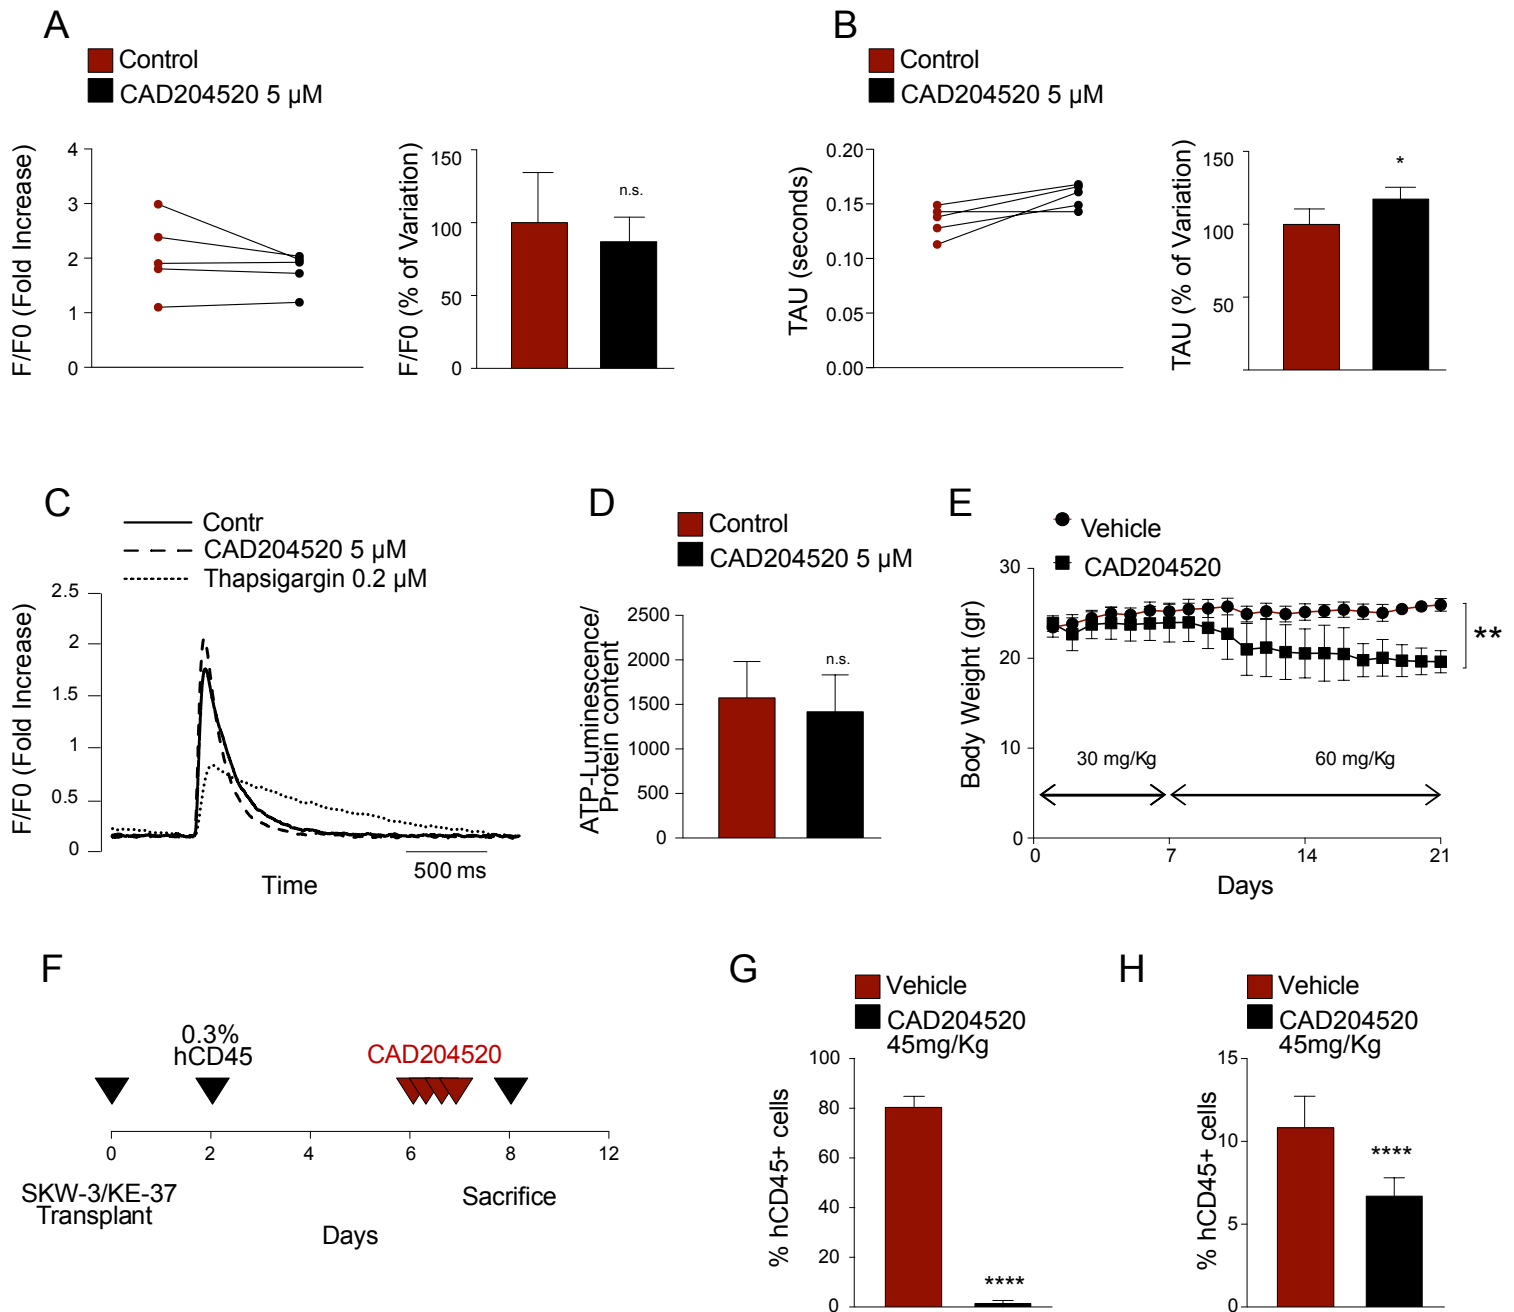 A
Control
CAD204520 5 µM
F/F0 (Fold Increase)
4
3
2
1
0
F/F0 (% of Variation)
150
100
50
0
n.s.
B
Control
CAD204520 5 µM
TAU (seconds)
0.20
0.15
0.10
0.05
0.00
TAU (% of Variation)
150
100
50
*
C
Contr
CAD204520 5 µM
Thapsigargin 0.2 µM
F/F0 (Fold Increase)
2.5
2
1.5
1
0.5
0
500 ms
Time
D
Control
CAD204520 5 µM
ATP-Luminescence/
Protein content
2500
2000
1500
1000
500
0
n.s.
E
Vehicle
CAD204520
Body Weight (gr)
30
20
10
0
**
30 mg/Kg
60 mg/Kg
0
7
14
21
Days
F
0.3%
hCD45
CAD204520
0
2
4
6
8
12
SKW-3/KE-37
Transplant
Sacrifice
Days
G
Vehicle
CAD204520
45mg/Kg
% hCD45+ cells
100
80
60
40
20
0
****
H
Vehicle
CAD204520
45mg/Kg
% hCD45+ cells
15
10
5
0
****